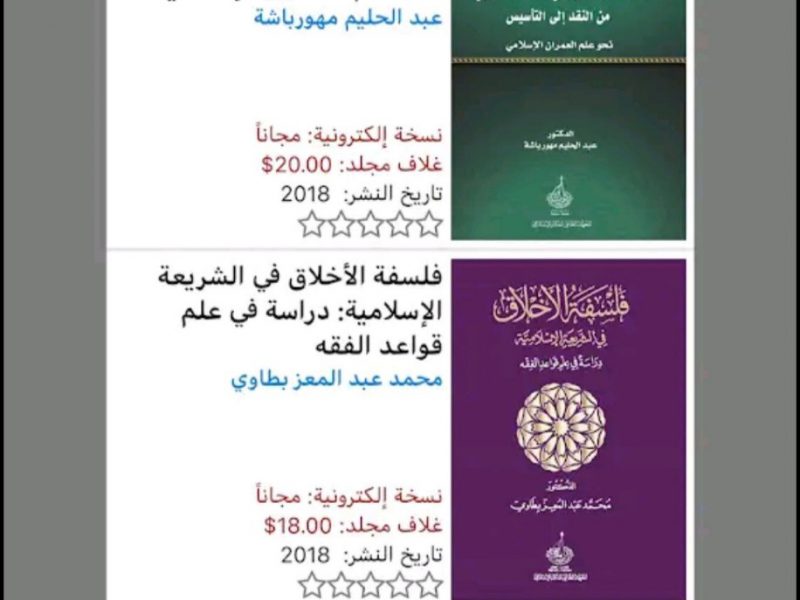 عبد الحليم مهورباشة
نسخة إلكترونية: مجاناً
غلاف مجلد: 20.00$
تاريخ النشر: 2018
من النقد إلى التأسيس
نحو علم العمران الإسلامي
الدكتور
عبد الحليم مهورباشة
فلسفة الأخلاق في الشريعة
الإسلامية: دراسة في علم
قواعد الفقه
محمد عبد المعز بطاوي
نسخة إلكترونية: مجاناً
غلاف مجلد: 18.00$
تاريخ النشر: 2018
فلسفة الأخلاق
في الشريعة الإسلامية
دراسة في علم قواعد الفقه
الدكتور
محمد عبد المعز بطاوي